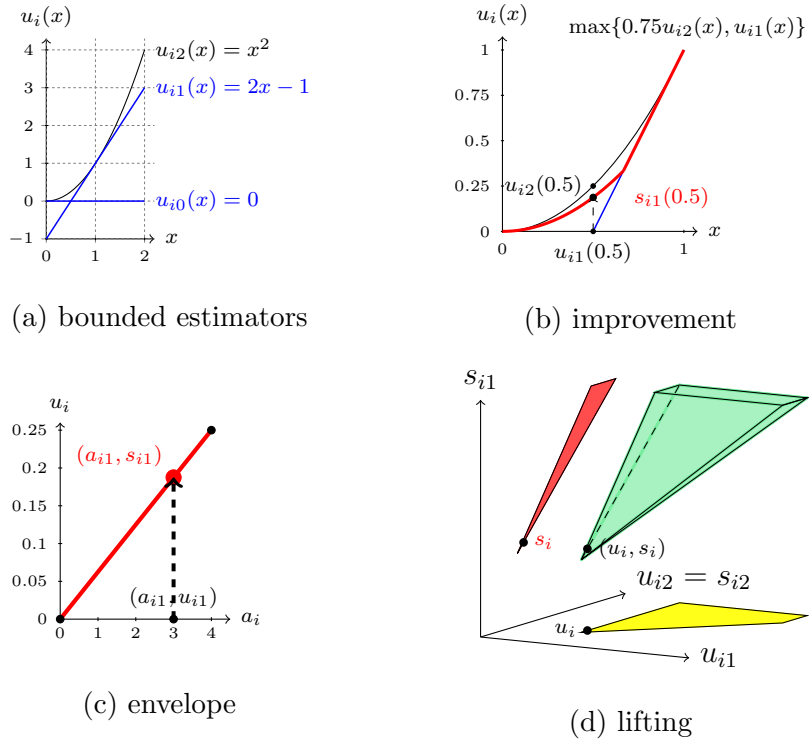 u_i(x)
4
3
2
1
0
−1
0
1
2
x
u_{i2}(x) = x^2
u_{i1}(x) = 2x − 1
u_{i0}(x) = 0
(a) bounded estimators
u_i(x)
max{0.75u_{i2}(x), u_{i1}(x)}
1
0.75
0.5
0.25
0
u_{i2}(0.5)
s_{i1}(0.5)
0
u_{i1}(0.5)
1
x
(b) improvement
u_i
0.25
0.2
0.15
0.1
0.05
0
(a_{i1}, s_{i1})
(a_{i1}, u_{i1})
0
1
2
3
4
a_i
(c) envelope
s_{i1}
s_i
(u_i, s_i)
u_{i2} = s_{i2}
u_i
u_{i1}
(d) lifting